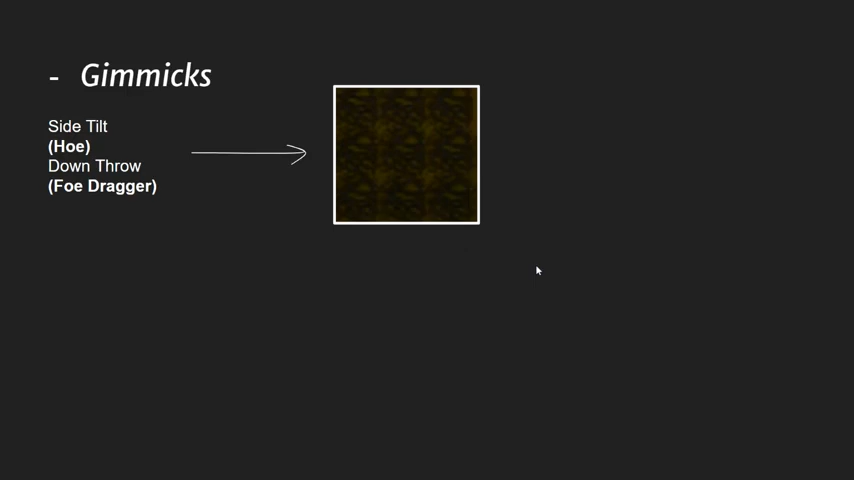 - Gimmicks
Side Tilt
(Hoe)
Down Throw
(Foe Dragger)